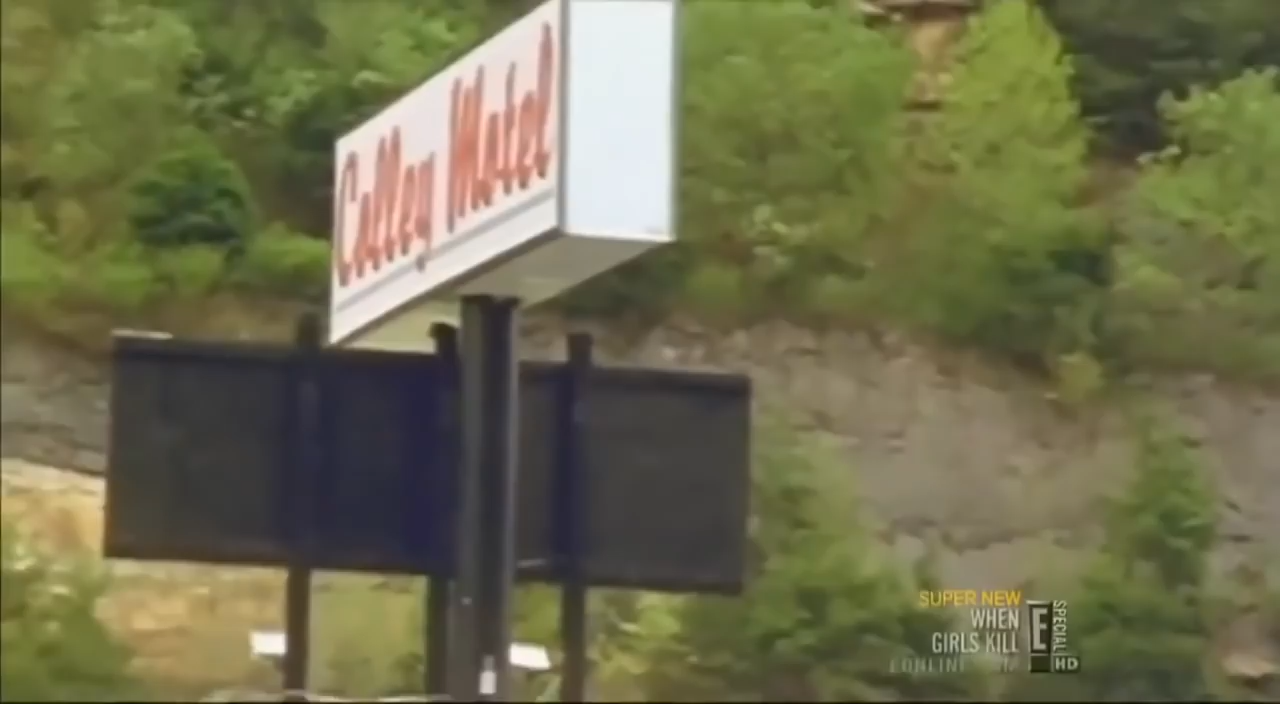 Colley Motel
SUPER NEW
WHEN
GIRLS KILL
E SPECIAL
HD